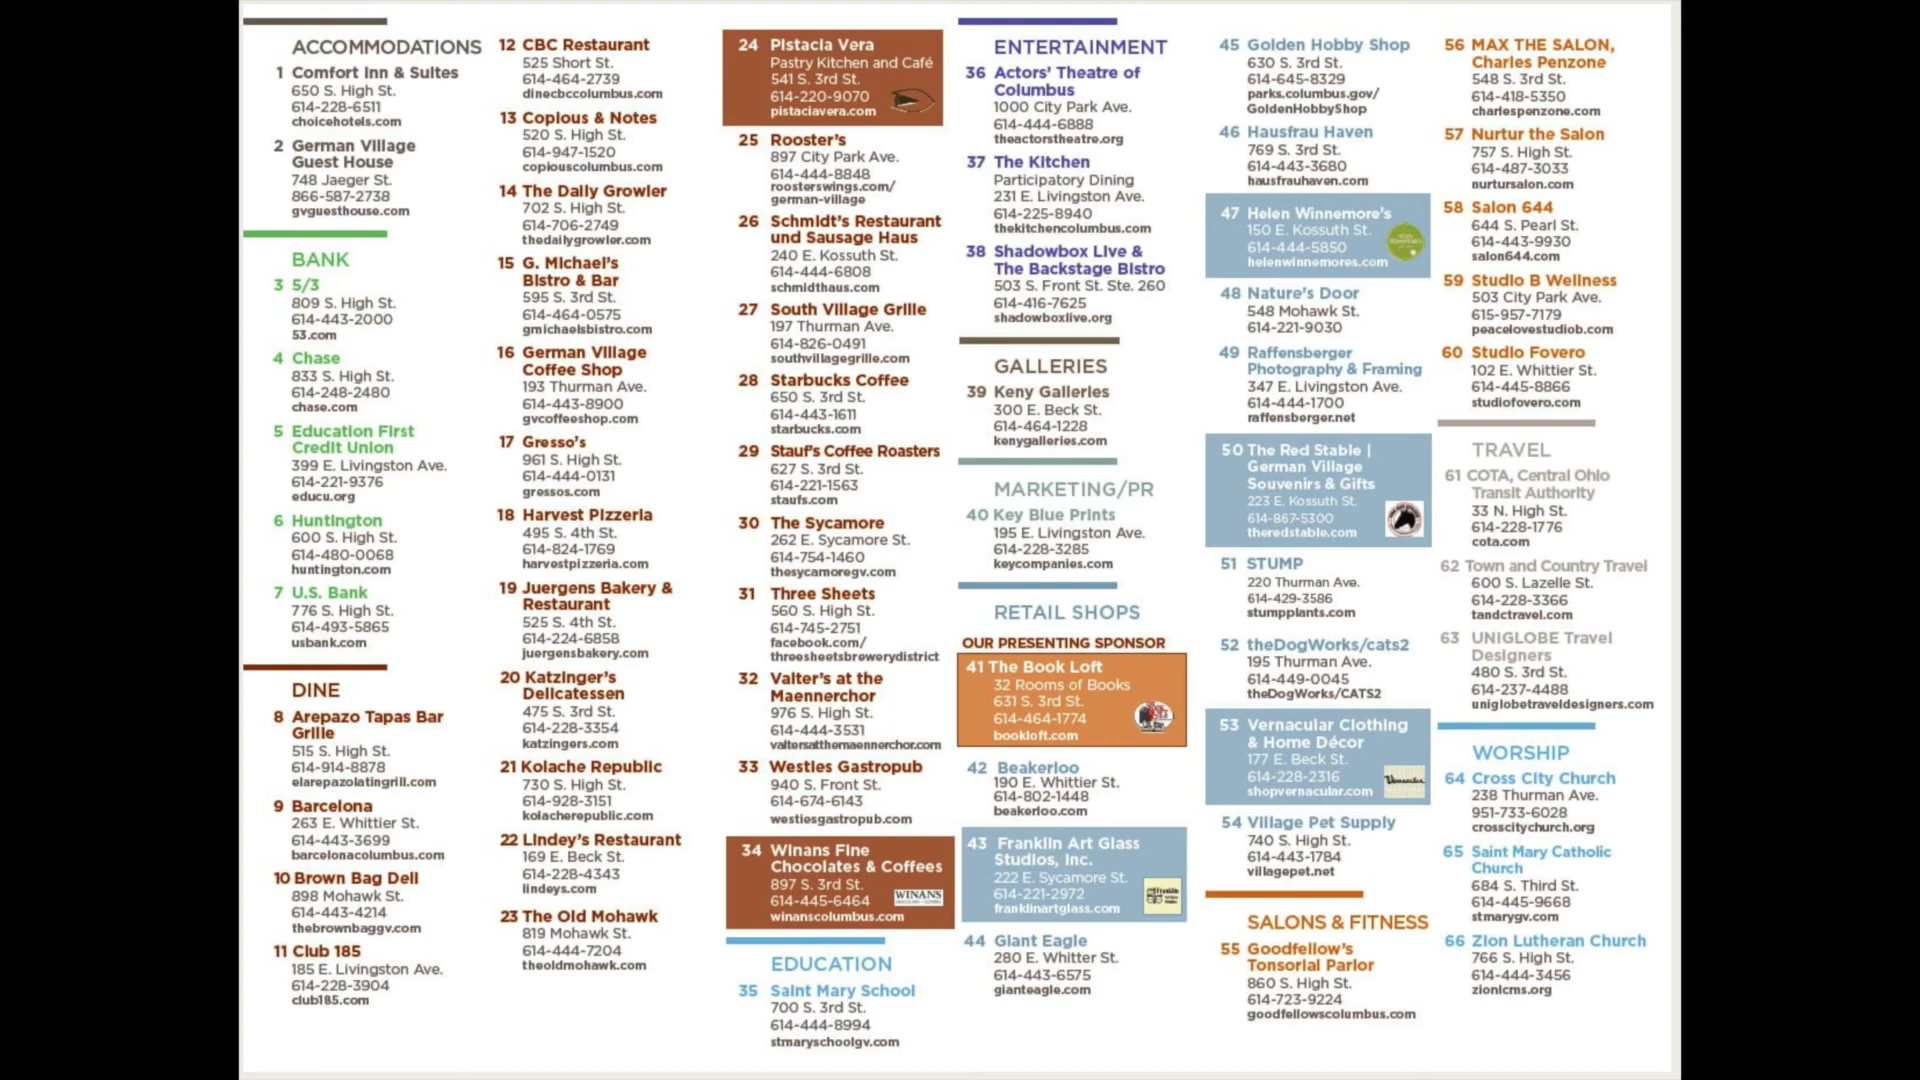 ACCOMMODATIONS
1 Comfort Inn & Suites
650 S. High St.
614-228-6511
choicehotels.com
2 German Village
Guest House
748 Jaeger St.
866-587-2738
gvguesthouse.com
BANK
3 5/3
809 S. High St.
614-443-2000
53.com
4 Chase
833 S. High St.
614-248-2480
chase.com
5 Education First
Credit Union
399 E. Livingston Ave.
614-221-9376
educu.org
6 Huntington
600 S. High St.
614-480-0068
huntington.com
7 U.S. Bank
776 S. High St.
614-493-5865
usbank.com
DINE
8 Arepazo Tapas Bar
Grille
515 S. High St.
614-914-8878
elarepazolatingrill.com
9 Barcelona
263 E. Whittier St.
614-443-3699
barcelonacolumbus.com
10 Brown Bag Deli
898 Mohawk St.
614-443-4214
thebrownbaggv.com
11 Club 185
185 E. Livingston Ave.
614-228-3904
club185.com
12 CBC Restaurant
525 Short St.
614-464-2739
dinecbccolumbus.com
13 Copious & Notes
520 S. High St.
614-947-1520
copiouscolumbus.com
14 The Daily Growler
702 S. High St.
614-706-2749
thedailygrowler.com
15 G. Michael's
Bistro & Bar
595 S. 3rd St.
614-464-0575
gmichaelsbistro.com
16 German Village
Coffee Shop
193 Thurman Ave.
614-443-8900
gvcoffeeshop.com
17 Gresso's
961 S. High St.
614-444-0131
gressos.com
18 Harvest Pizzeria
495 S. 4th St.
614-824-1769
harvestpizzeria.com
19 Juergens Bakery &
Restaurant
525 S. 4th St.
614-224-6858
juergensbakery.com
20 Katzinger's
Delicatessen
475 S. 3rd St.
614-228-3354
katzingers.com
21 Kolache Republic
730 S. High St.
614-928-3151
kolacherepublic.com
22 Lindey's Restaurant
169 E. Beck St.
614-228-4343
lindeys.com
23 The Old Mohawk
819 Mohawk St.
614-444-7204
theoldmohawk.com
24 Pistacia Vera
Pastry Kitchen and Café
541 S. 3rd St.
614-220-9070
pistaciavera.com
25 Rooster's
897 City Park Ave.
614-444-8848
roosterswings.com/
german-village
26 Schmidt's Restaurant
und Sausage Haus
240 E. Kossuth St.
614-444-6808
schmidthaus.com
27 South Village Grille
197 Thurman Ave.
614-826-0491
southvillagegrille.com
28 Starbucks Coffee
650 S. 3rd St.
614-443-1611
starbucks.com
29 Stauf's Coffee Roasters
627 S. 3rd St.
614-221-1563
staufs.com
30 The Sycamore
262 E. Sycamore St.
614-754-1460
thesycamoregv.com
31 Three Sheets
560 S. High St.
614-745-2751
facebook.com/
threesheetsbrewerydistrict
32 Valter's at the
Maennerchor
976 S. High St.
614-444-3531
valtersatthemaennerchor.com
33 Westies Gastropub
940 S. Front St.
614-674-6143
westiesgastropub.com
34 Winans Fine
Chocolates & Coffees
897 S. 3rd St.
614-445-6464
winanscolumbus.com
WINANS
EDUCATION
35 Saint Mary School
700 S. 3rd St.
614-444-8994
stmaryschoolgv.com
ENTERTAINMENT
36 Actors' Theatre of
Columbus
1000 City Park Ave.
614-444-6888
theactorstheatre.org
37 The Kitchen
Participatory Dining
231 E. Livingston Ave.
614-225-8940
thekitchencolumbus.com
38 Shadowbox Live &
The Backstage Bistro
503 S. Front St. Ste. 260
614-416-7625
shadowboxlive.org
GALLERIES
39 Keny Galleries
300 E. Beck St.
614-464-1228
kenygalleries.com
MARKETING/PR
40 Key Blue Prints
195 E. Livingston Ave.
614-228-3285
keycompanies.com
RETAIL SHOPS
OUR PRESENTING SPONSOR
41 The Book Loft
32 Rooms of Books
631 S. 3rd St.
614-464-1774
bookloft.com
42 Beakerloo
190 E. Whittier St.
614-802-1448
beakerloo.com
43 Franklin Art Glass
Studios, Inc.
222 E. Sycamore St.
614-221-2972
franklinartglass.com
44 Giant Eagle
280 E. Whitter St.
614-443-6575
gianteagle.com
45 Golden Hobby Shop
630 S. 3rd St.
614-645-8329
parks.columbus.gov/
GoldenHobbyShop
46 Hausfrau Haven
769 S. 3rd St.
614-443-3680
hausfrauhaven.com
47 Helen Winnemore's
150 E. Kossuth St.
614-444-5850
helenwinnemores.com
48 Nature's Door
548 Mohawk St.
614-221-9030
49 Raffensberger
Photography & Framing
347 E. Livingston Ave.
614-444-1700
raffensberger.net
50 The Red Stable |
German Village
Souvenirs & Gifts
223 E. Kossuth St.
614-867-5300
theredstable.com
51 STUMP
220 Thurman Ave.
614-429-3586
stumpplants.com
52 theDogWorks/cats2
195 Thurman Ave.
614-449-0045
theDogWorks/CATS2
53 Vernacular Clothing
& Home Décor
177 E. Beck St.
614-228-2316
shopvernacular.com
Vernacular
54 Village Pet Supply
740 S. High St.
614-443-1784
villagepet.net
SALONS & FITNESS
55 Goodfellow's
Tonsorial Parlor
860 S. High St.
614-723-9224
goodfellowscolumbus.com
56 MAX THE SALON,
Charles Penzone
548 S. 3rd St.
614-418-5350
charlespenzone.com
57 Nurtur the Salon
757 S. High St.
614-487-3033
nurtursalon.com
58 Salon 644
644 S. Pearl St.
614-443-9930
salon644.com
59 Studio B Wellness
503 City Park Ave.
615-957-7179
peacelovestudiob.com
60 Studio Fovero
102 E. Whittier St.
614-445-8866
studiofovero.com
TRAVEL
61 COTA, Central Ohio
Transit Authority
33 N. High St.
614-228-1776
cota.com
62 Town and Country Travel
600 S. Lazelle St.
614-228-3366
tandctravel.com
63 UNIGLOBE Travel
Designers
480 S. 3rd St.
614-237-4488
uniglobetraveldesigners.com
WORSHIP
64 Cross City Church
238 Thurman Ave.
951-733-6028
crosscitychurch.org
65 Saint Mary Catholic
Church
684 S. Third St.
614-445-9668
stmarygv.com
66 Zion Lutheran Church
766 S. High St.
614-444-3456
zionlcms.org